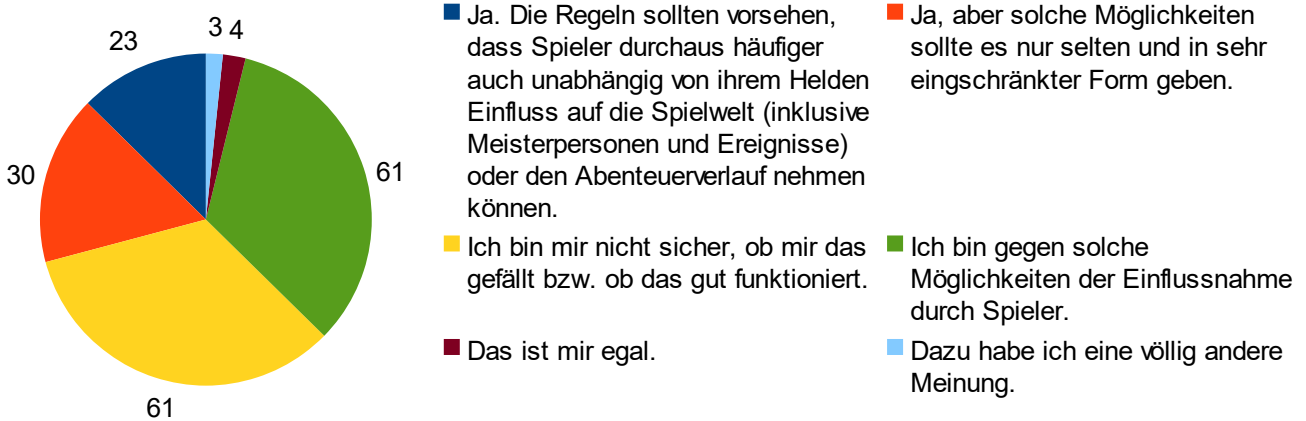 23
3
4
61
30
61
Ja. Die Regeln sollten vorsehen,
dass Spieler durchaus häufiger
auch unabhängig von ihrem Helden
Einfluss auf die Spielwelt (inklusive
Meisterpersonen und Ereignisse)
oder den Abenteuerverlauf nehmen
können.
Ja, aber solche Möglichkeiten
sollte es nur selten und in sehr
eingschränkter Form geben.
Ich bin mir nicht sicher, ob mir das
gefällt bzw. ob das gut funktioniert.
Ich bin gegen solche
Möglichkeiten der Einflussnahme
durch Spieler.
Das ist mir egal.
Dazu habe ich eine völlig andere
Meinung.